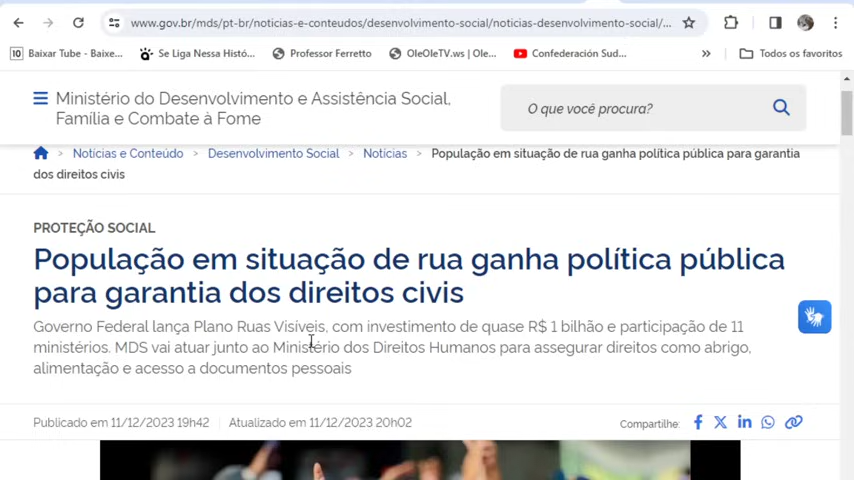 www.gov.br/mds/pt-br/noticias-e-conteudos/desenvolvimento-social/noticias-desenvolvimento-social/...
10 Baixar Tube - Baixe... Se Liga Nessa Histó... Professor Ferretto OleOleTV.ws | Ole... Confederación Sud... » Todos os favoritos
Ministério do Desenvolvimento e Assistência Social,
Família e Combate à Fome
O que você procura?
> Notícias e Conteúdo > Desenvolvimento Social > Notícias > População em situação de rua ganha política pública para garantia
dos direitos civis
PROTEÇÃO SOCIAL
População em situação de rua ganha política pública
para garantia dos direitos civis
Governo Federal lança Plano Ruas Visíveis, com investimento de quase R$ 1 bilhão e participação de 11
ministérios. MDS vai atuar junto ao Ministério dos Direitos Humanos para assegurar direitos como abrigo,
alimentação e acesso a documentos pessoais
Publicado em 11/12/2023 19h42 Atualizado em 11/12/2023 20h02
Compartilhe: